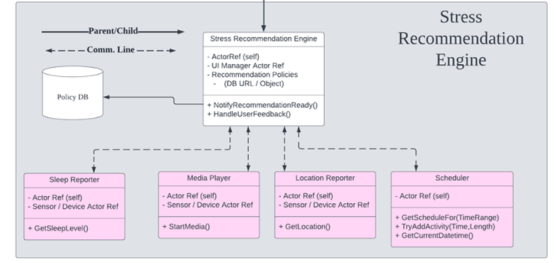 Stress
Recommendation
Engine
Parent/Child
Comm. Line
Policy DB
Stress Recommendation Engine
- ActorRef (self)
- UI Manager Actor Ref
- Recommendation Policies
- (DB URL / Object)
+ NotifyRecommendationReady()
+ HandleUserFeedback()
Sleep Reporter
- Actor Ref (self)
- Sensor / Device Actor Ref
+ GetSleepLevel()
Media Player
- Actor Ref (self)
- Sensor / Device Actor Ref
+ StartMedia()
Location Reporter
- Actor Ref (self)
- Sensor / Device Actor Ref
+ GetLocation()
Scheduler
- Actor Ref (self)
+ GetScheduleFor(TimeRange)
+ TryAddActivity(Time,Length)
+ GetCurrentDatetime()